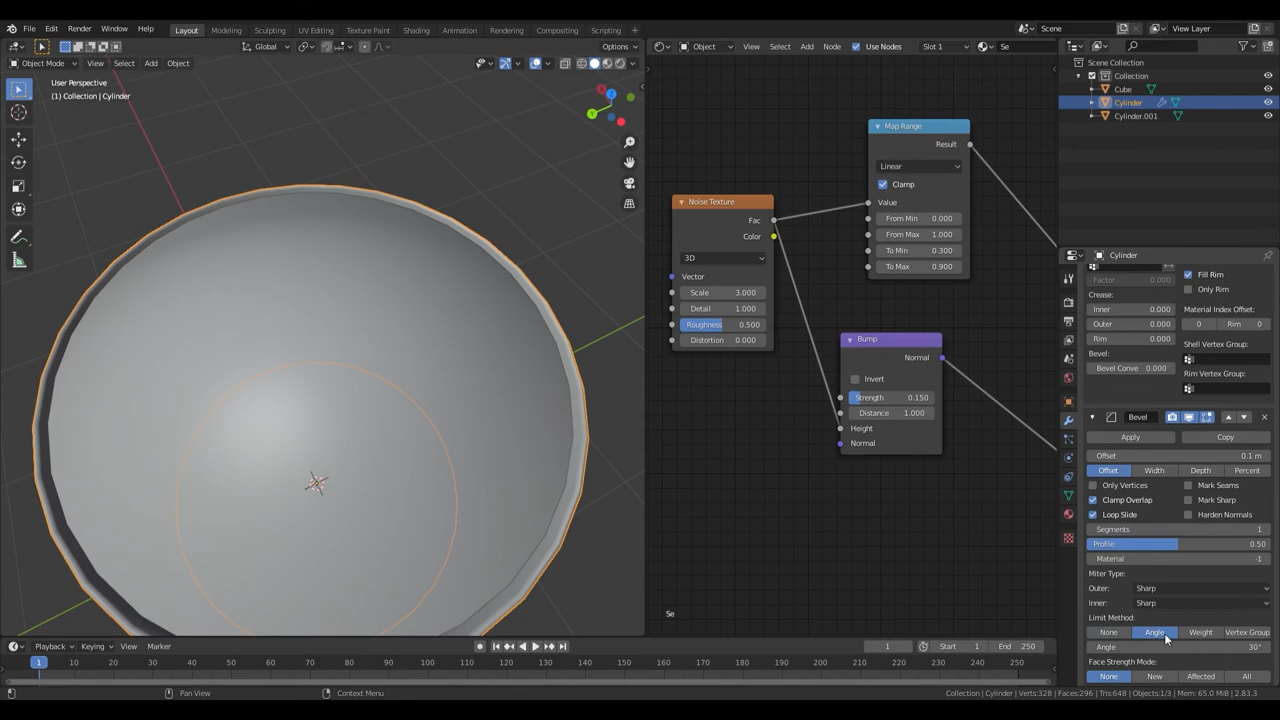 File Edit Render Window Help Layout Modeling Sculpting UV Editing Texture Paint Shading Animation Rendering Compositing Scripting Scene View Layer
Global Options Object View Select Add Node Use Nodes Slot 1 Se
Object Mode View Select Add Object
User Perspective
(1) Collection | Cylinder
Z
Y
Scene Collection
Collection
Cube
Cylinder
Cylinder.001
Map Range
Result
Linear
Clamp
Value
From Min 0.000
From Max 1.000
To Min 0.300
To Max 0.900
Noise Texture
Fac
Color
3D
Vector
Scale 3.000
Detail 1.000
Roughness 0.500
Distortion 0.000
Bump
Normal
Invert
Strength 0.150
Distance 1.000
Height
Normal
Se
Cylinder
Fill Rim
Factor 0.000
Only Rim
Crease:
Inner 0.000
Outer 0.000
Rim 0.000
Material Index Offset:
0 Rim 0
Shell Vertex Group:
Bevel:
Bevel Conve 0.000
Rim Vertex Group:
Bevel
Apply Copy
Offset 0.1 m
Offset Width Depth Percent
Only Vertices Mark Seams
Clamp Overlap Mark Sharp
Loop Slide Harden Normals
Segments 1
Profile 0.50
Material -1
Miter Type:
Outer: Sharp
Inner: Sharp
Limit Method:
None Angle Weight Vertex Group
Angle 30°
Face Strength Mode:
None New Affected All
Playback Keying View Marker 1 Start 1 End 250
1 10 20 30 40 50 60 70 80 90 100 110 120 130 140 150 160 170 180 190 200 210 220 230 240 250
Pan View Context Menu Collection | Cylinder | Verts:328 | Faces:296 | Tris:648 | Objects:1/3 | Mem: 65.0 MiB | 2.83.3